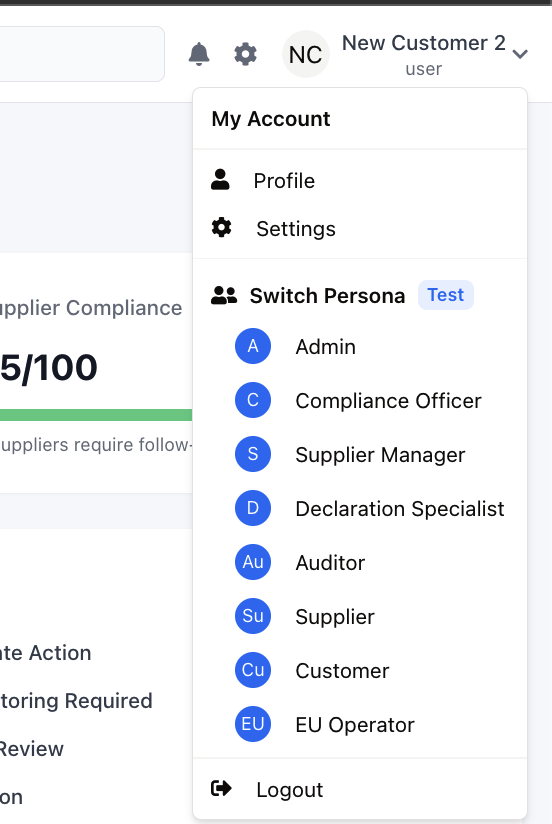 NC
New Customer 2
user
My Account
Profile
Settings
Switch Persona Test
A Admin
C Compliance Officer
S Supplier Manager
D Declaration Specialist
Au Auditor
Su Supplier
Cu Customer
EU EU Operator
Logout
upplier Compliance
5/100
uppliers require follow-
te Action
toring Required
Review
on